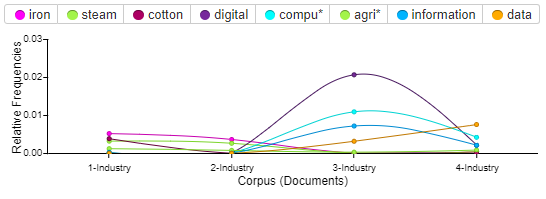 iron steam cotton digital compu* agri* information data
0.03
0.02
0.01
0.00
Relative Frequencies
1-Industry 2-Industry 3-Industry 4-Industry
Corpus (Documents)